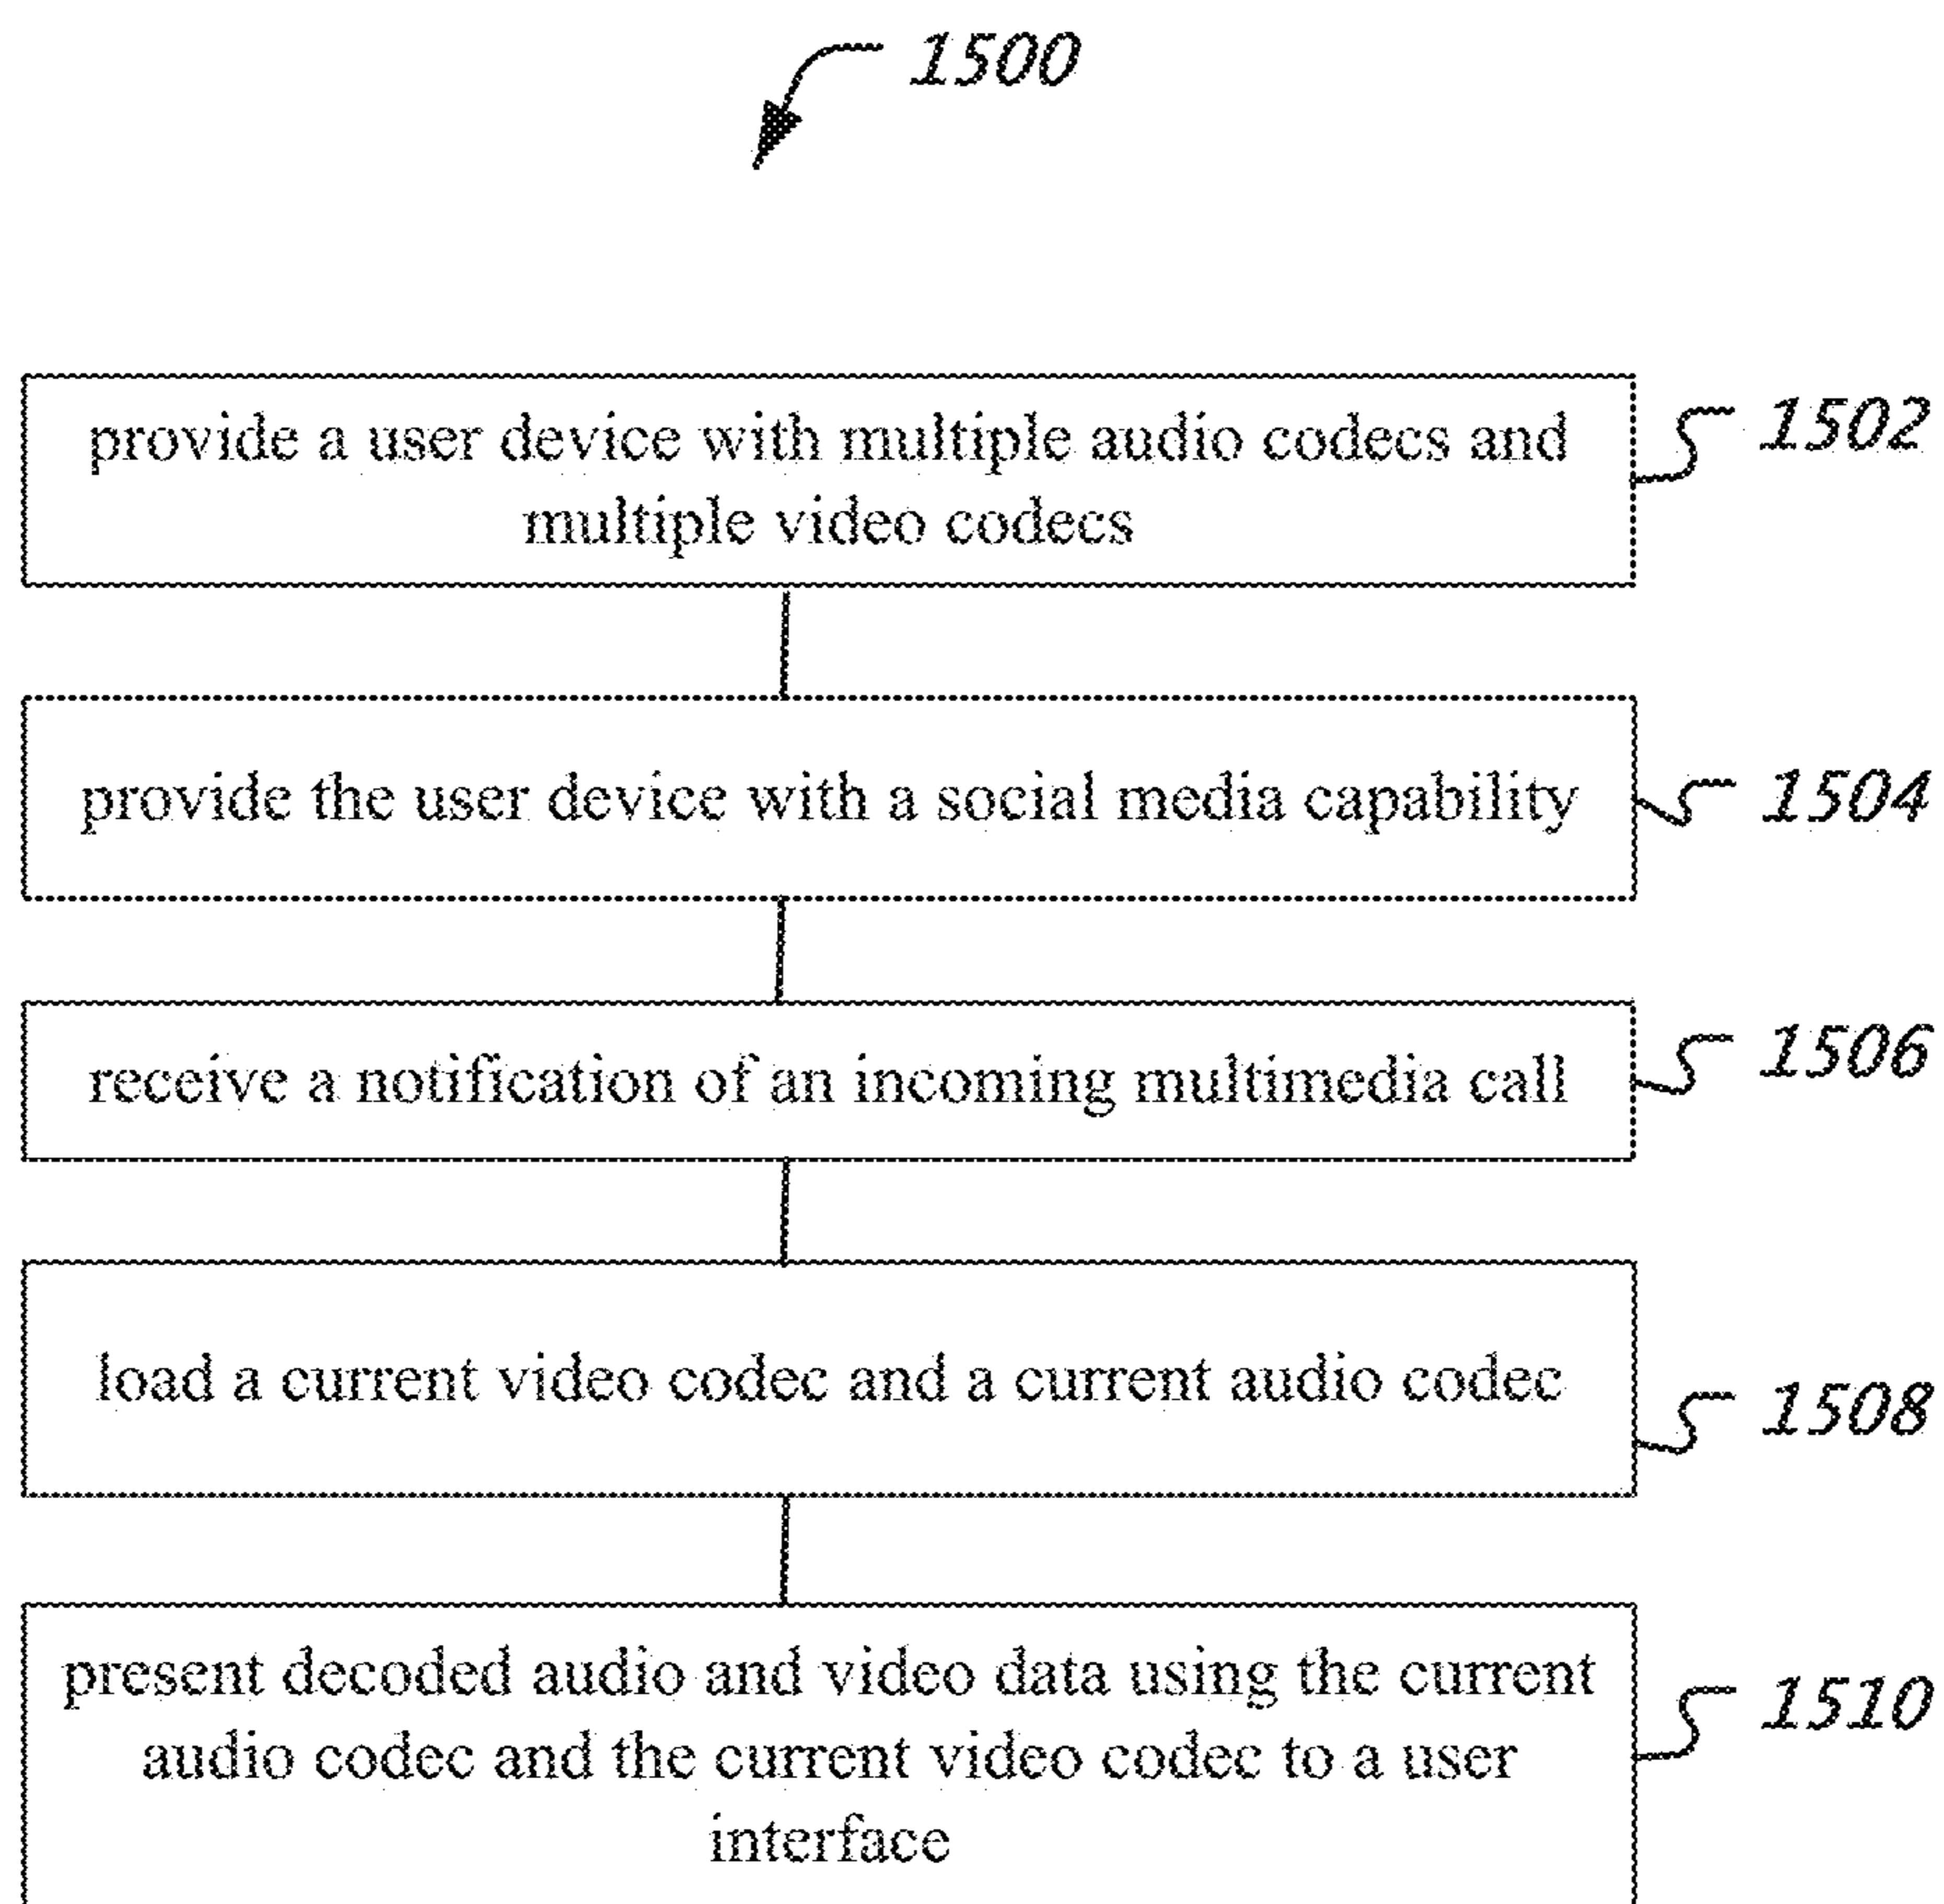 1500
provide a user device with multiple audio codecs and
multiple video codecs
1502
provide the user device with a social media capability
1504
receive a notification of an incoming multimedia call
1506
load a current video codec and a current audio codec
1508
present decoded audio and video data using the current
audio codec and the current video codec to a user
interface
1510